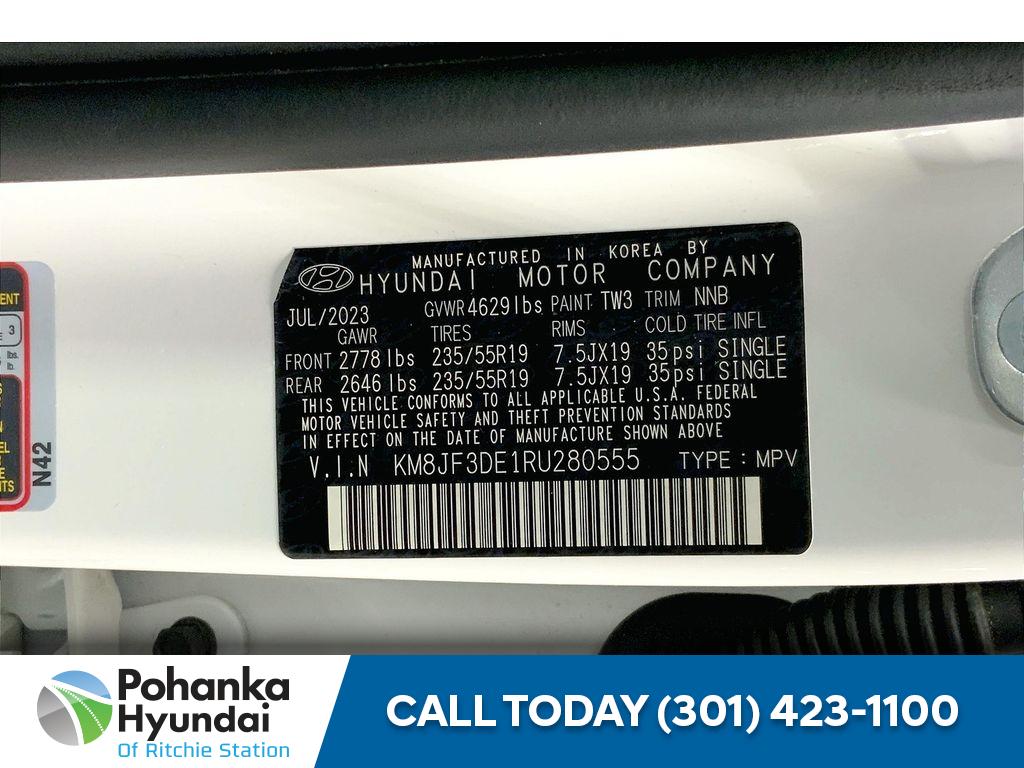 MANUFACTURED IN KOREA BY
HYUNDAI MOTOR COMPANY
JUL/2023 GVWR 4629 lbs PAINT TW3 TRIM NNB
GAWR TIRES RIMS COLD TIRE INFL
FRONT 2778 lbs 235/55R19 7.5JX19 35 psi SINGLE
REAR 2646 lbs 235/55R19 7.5JX19 35 psi SINGLE
THIS VEHICLE CONFORMS TO ALL APPLICABLE U.S.A. FEDERAL
MOTOR VEHICLE SAFETY AND THEFT PREVENTION STANDARDS
IN EFFECT ON THE DATE OF MANUFACTURE SHOWN ABOVE
V.I.N KM8JF3DE1RU280555 TYPE : MPV
3
lbs.
lb.
N42
Pohanka
Hyundai
Of Ritchie Station
CALL TODAY (301) 423-1100